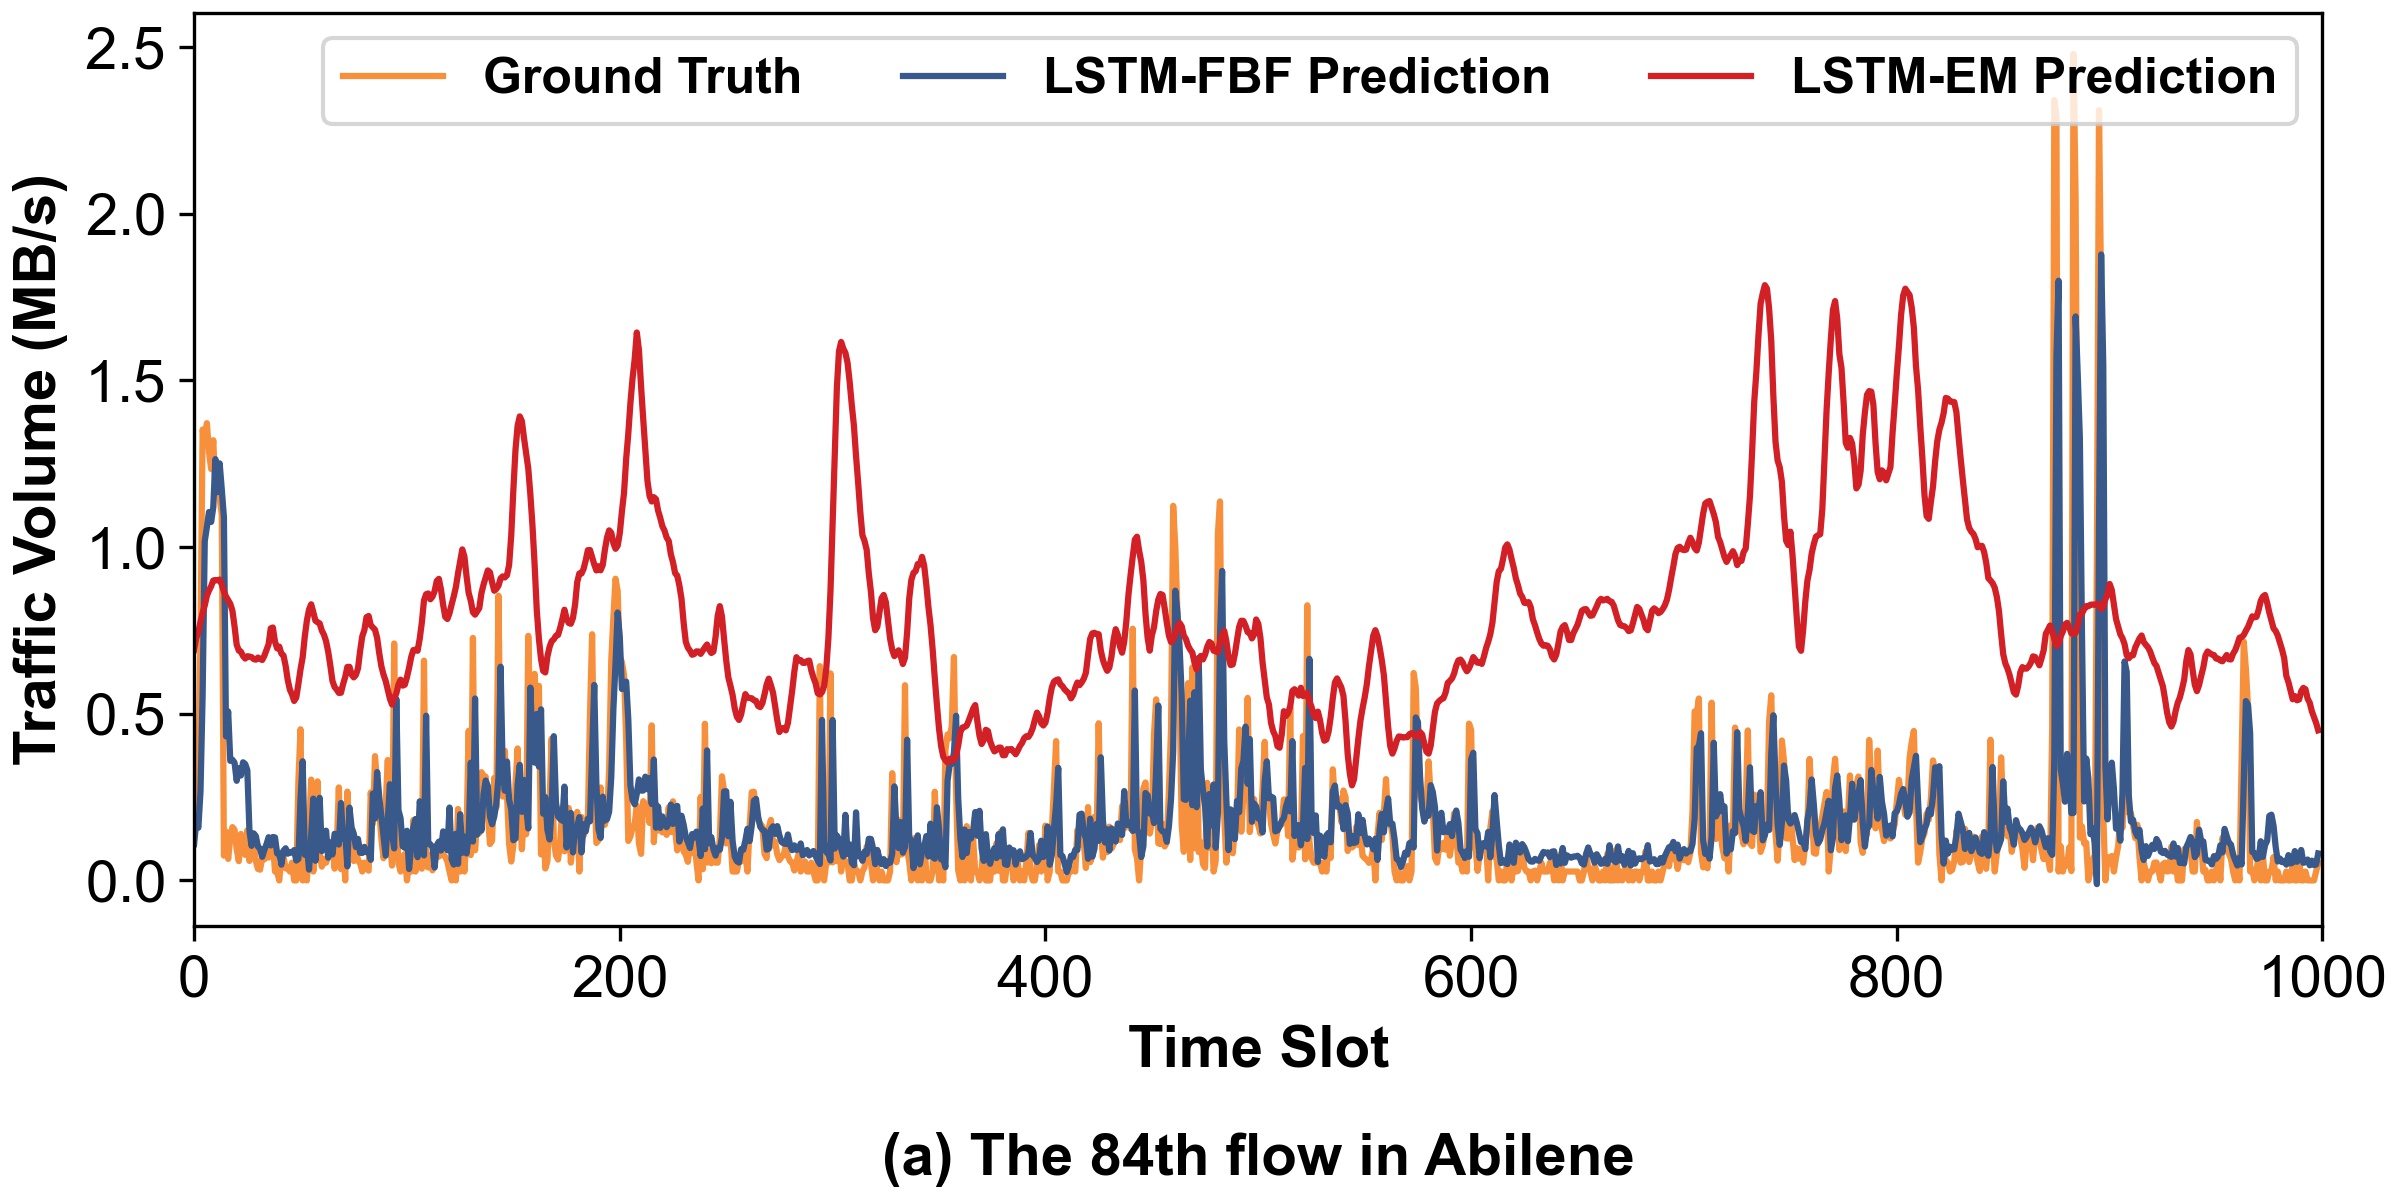 Ground Truth LSTM-FBF Prediction LSTM-EM Prediction
Traffic Volume (MB/s)
2.5
2.0
1.5
1.0
0.5
0.0
0 200 400 600 800 1000
Time Slot
(a) The 84th flow in Abilene